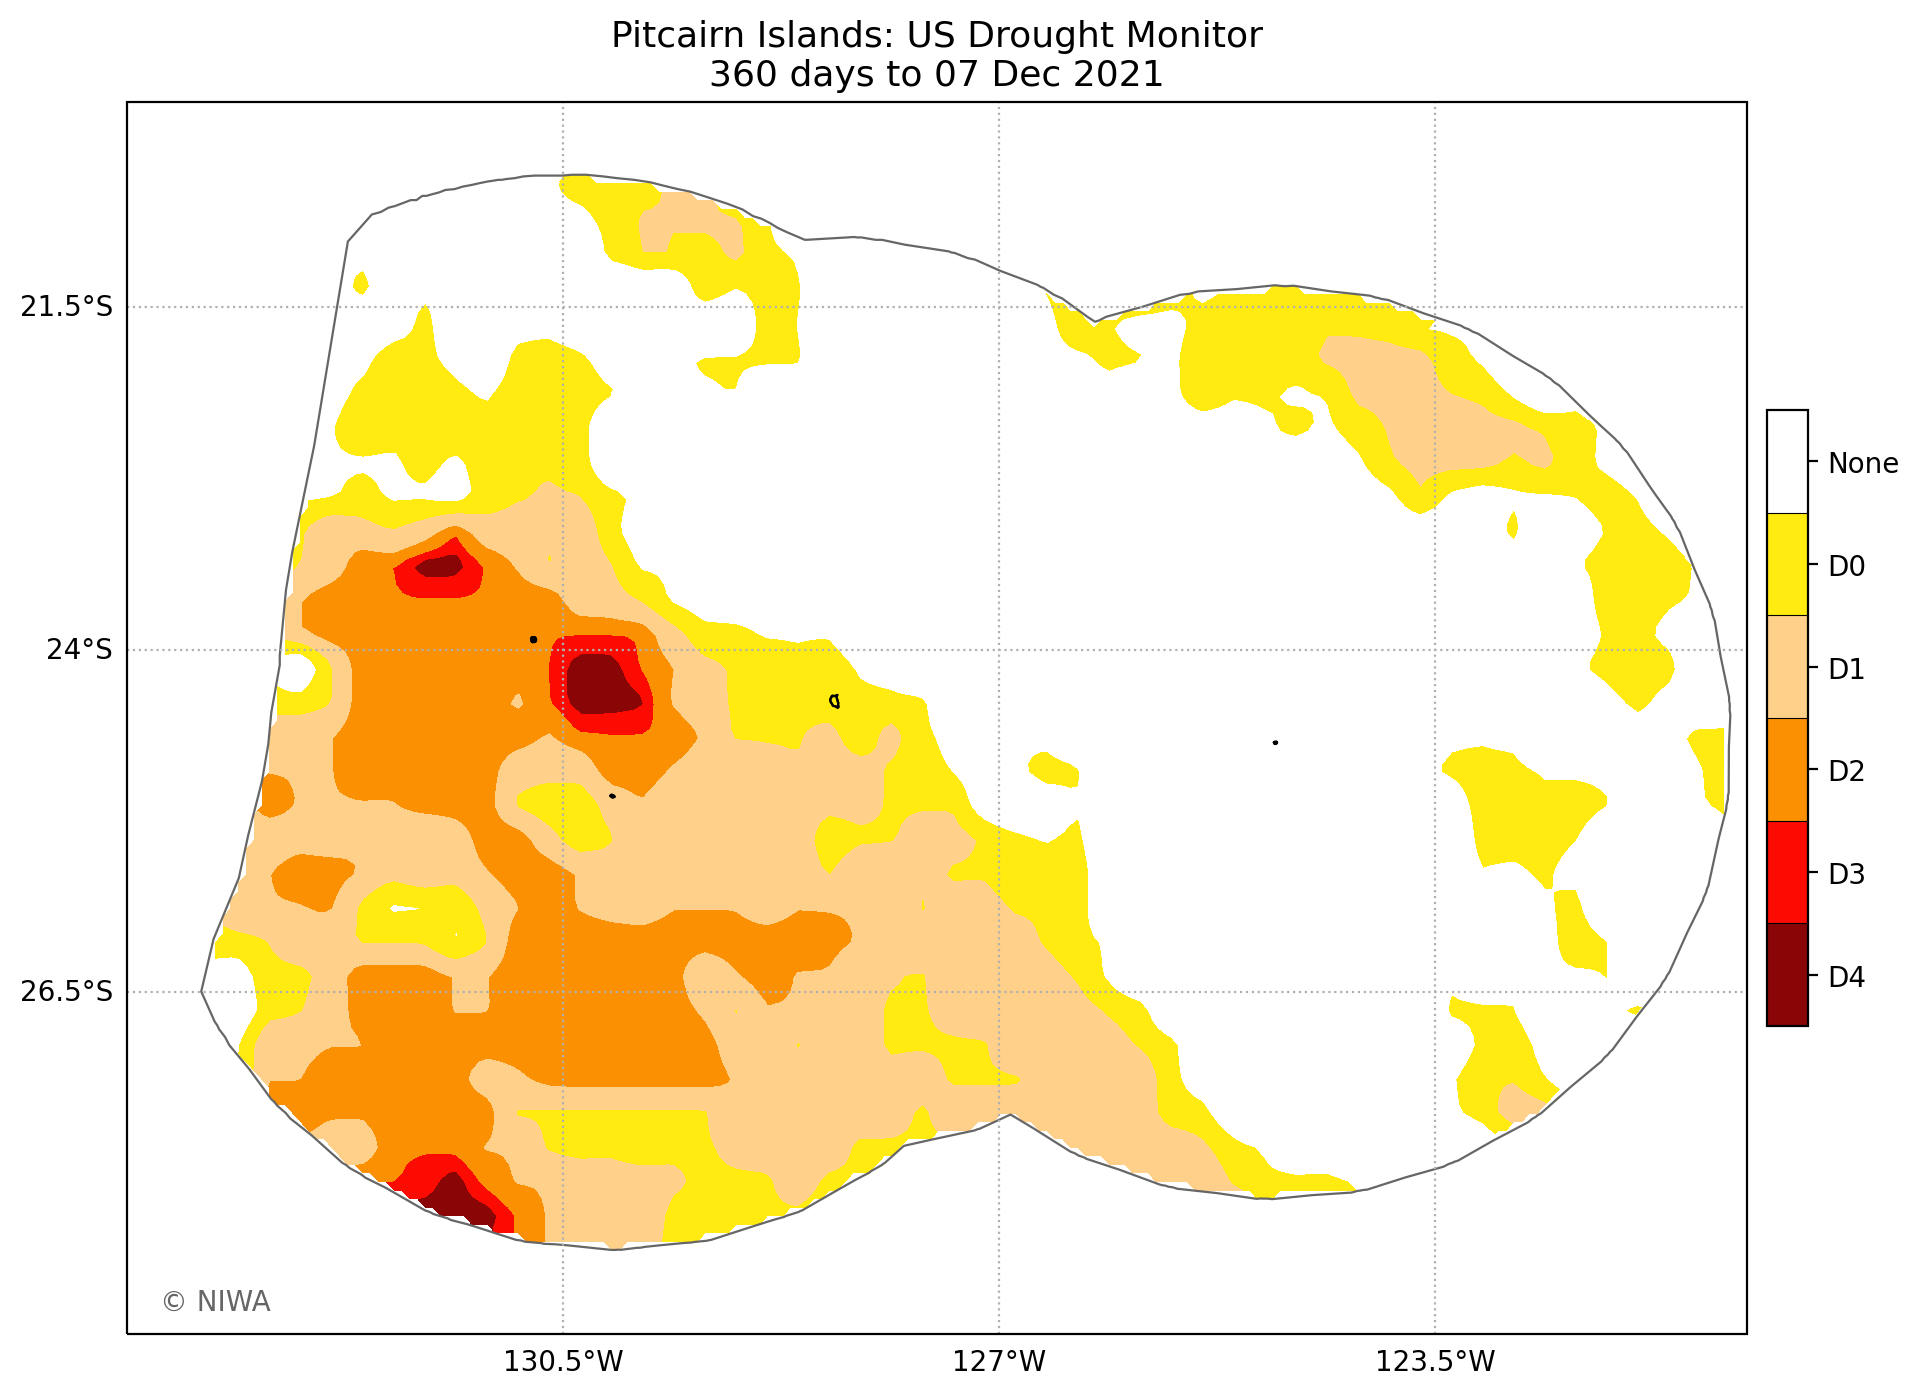 Pitcairn Islands: US Drought Monitor
360 days to 07 Dec 2021
21.5°S
24°S
26.5°S
130.5°W
127°W
123.5°W
None
D0
D1
D2
D3
D4
© NIWA